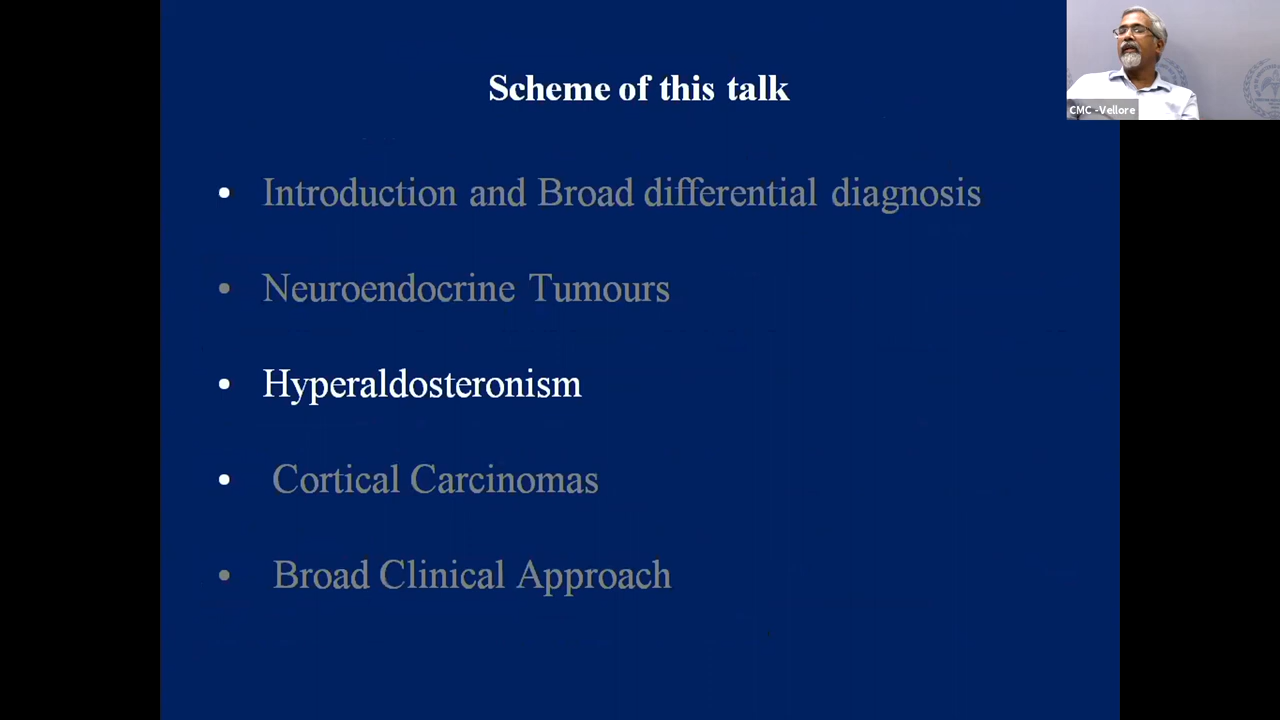 Scheme of this talk
CMC -Vellore
• Introduction and Broad differential diagnosis
• Neuroendocrine Tumours
• Hyperaldosteronism
• Cortical Carcinomas
• Broad Clinical Approach